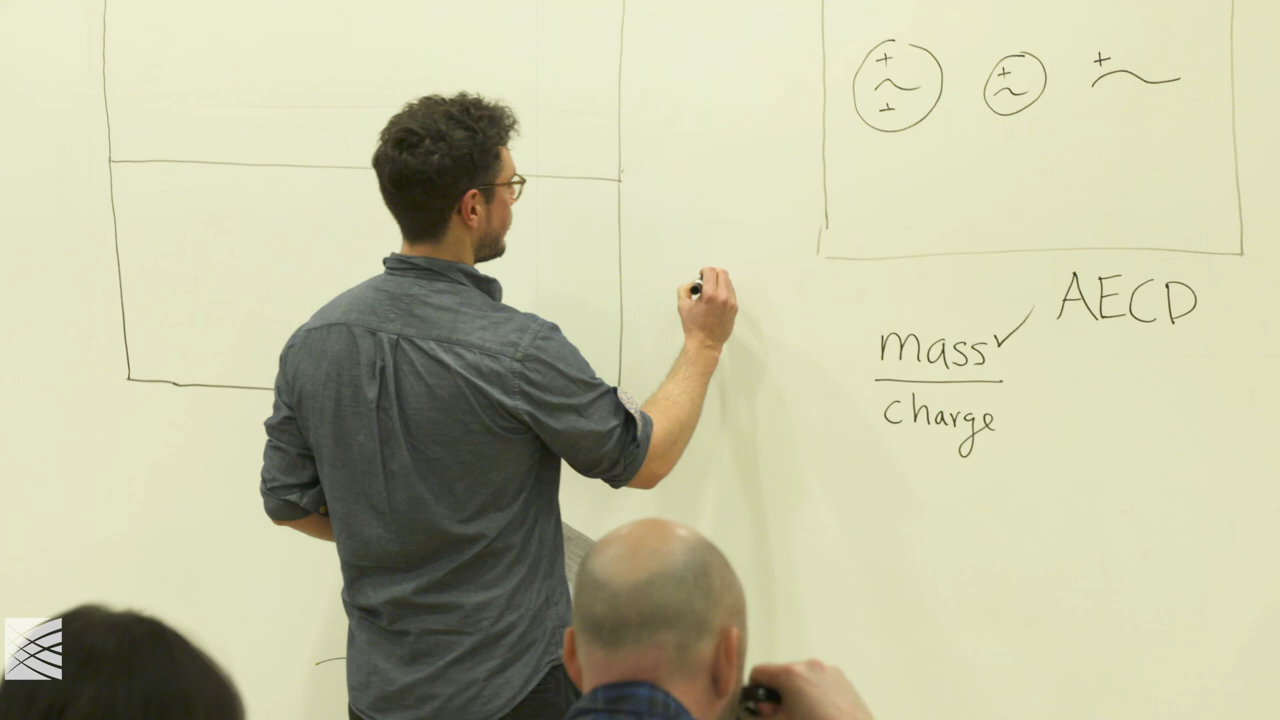 + + +
+
AECD
mass✓
charge